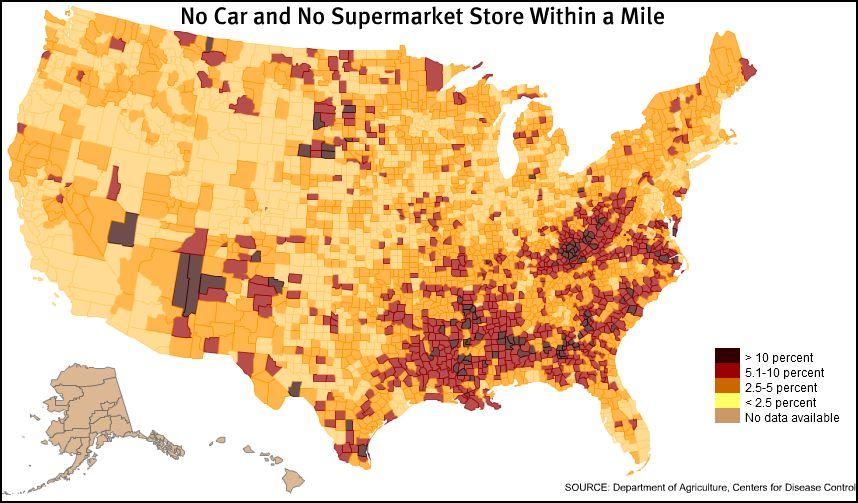 No Car and No Supermarket Store Within a Mile
> 10 percent
5.1-10 percent
2.5-5 percent
< 2.5 percent
No data available
SOURCE: Department of Agriculture, Centers for Disease Control